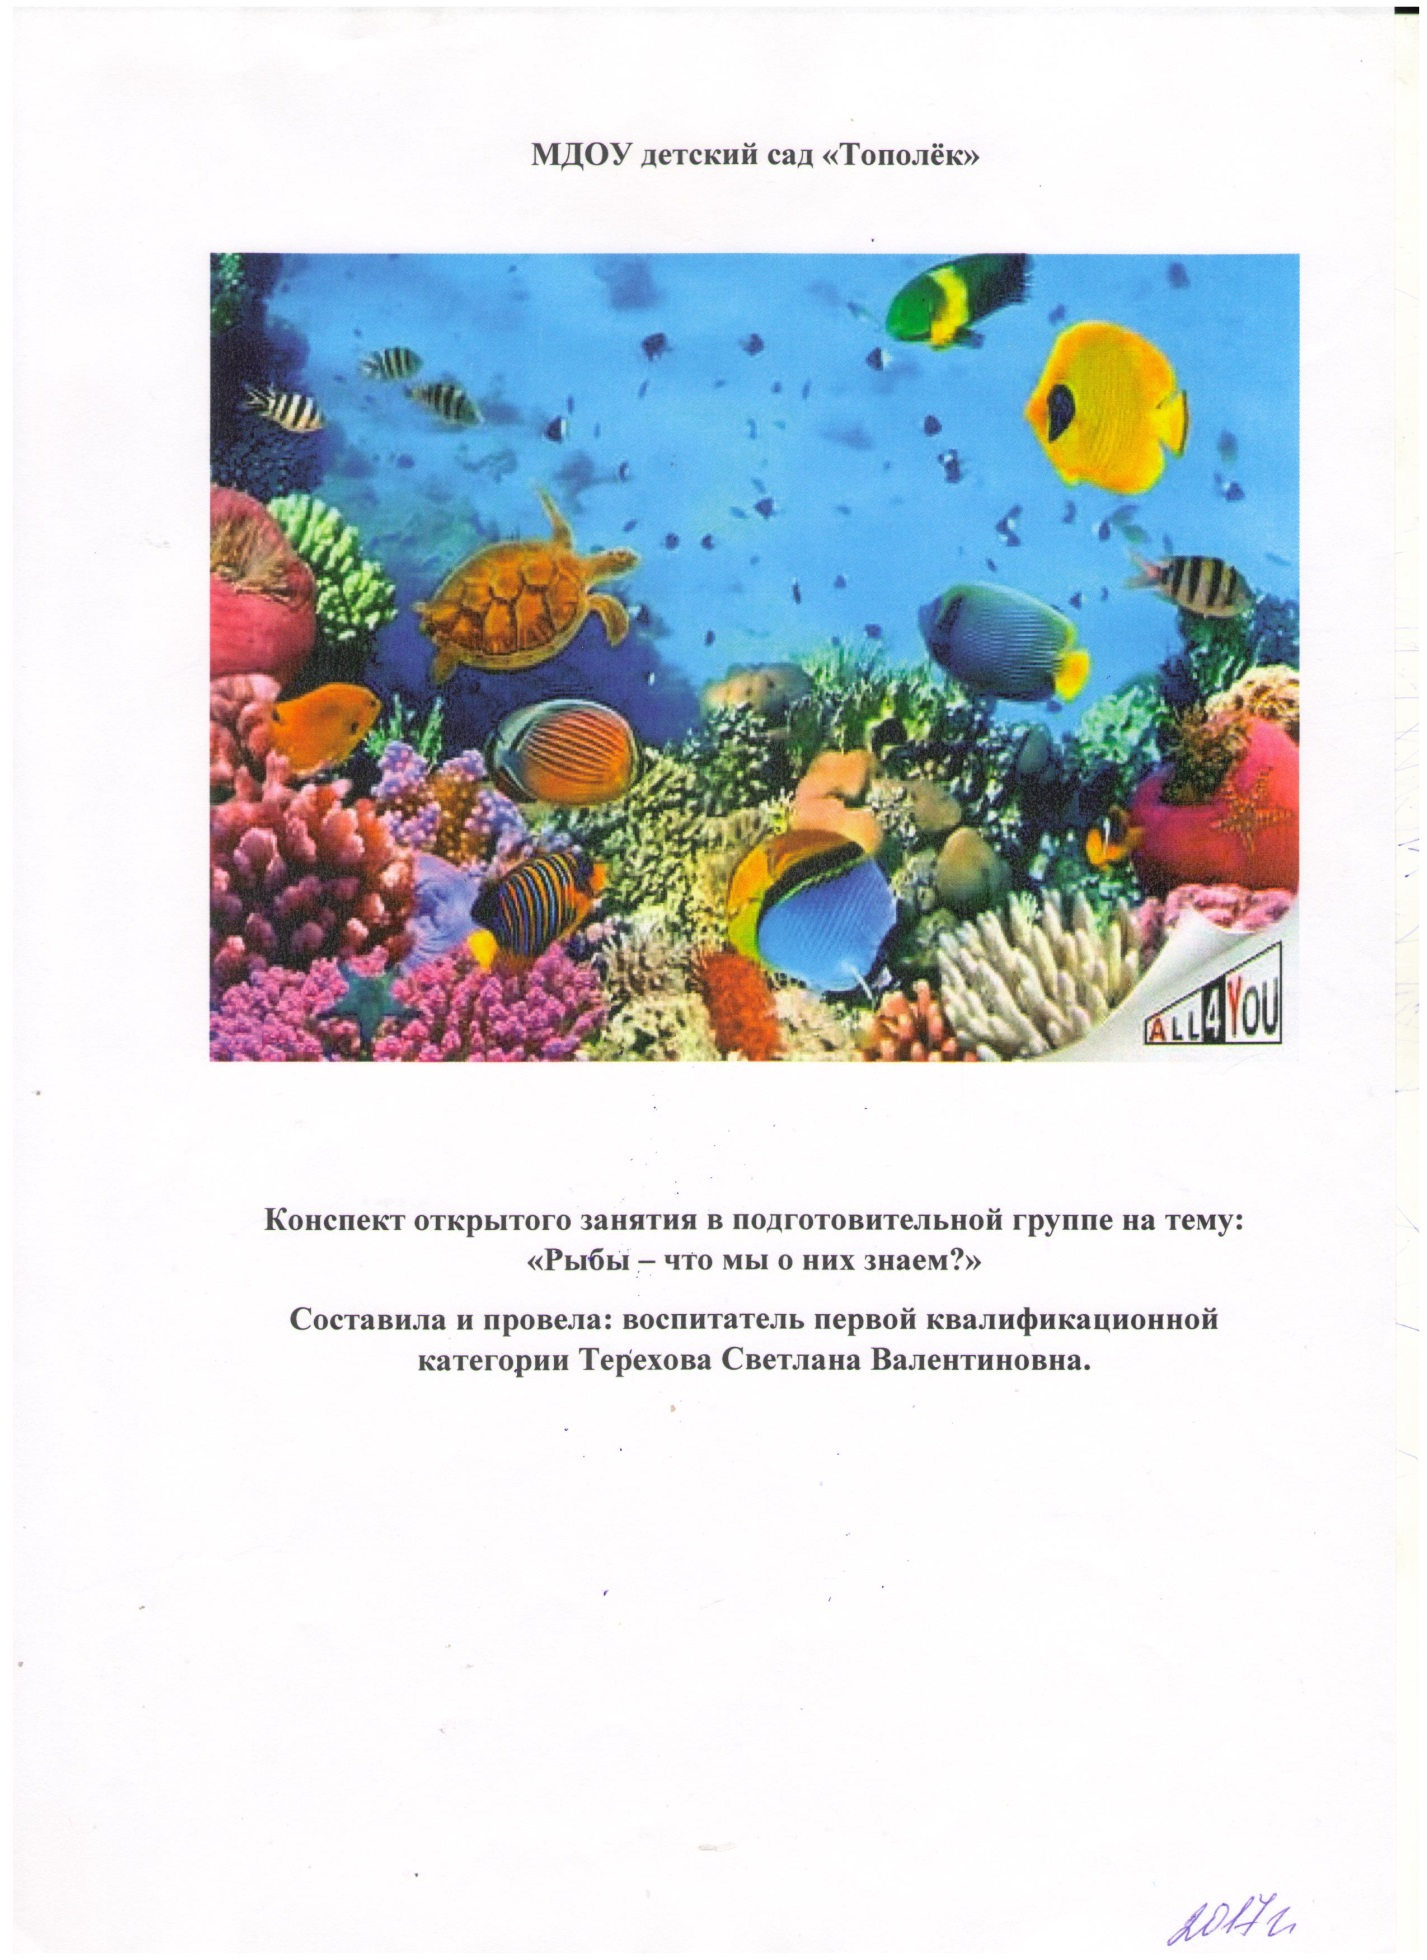 МДОУ детский сад «Тополёк»
ALL4YOU
Конспект открытого занятия в подготовительной группе на тему:
«Рыбы – что мы о них знаем?»
Составила и провела: воспитатель первой квалификационной
категории Терехова Светлана Валентиновна.
2017г